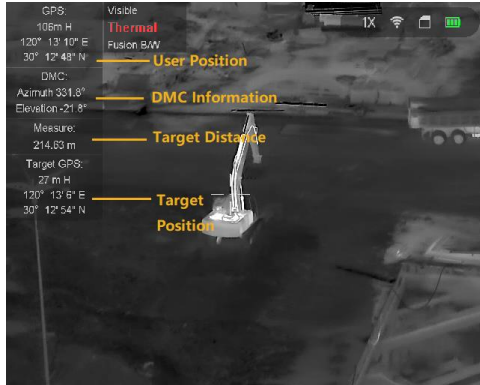 GPS:
106m H
120° 13' 10" E
30° 12' 48" N
DMC:
Azimuth 331.8°
Elevation -21.8°
Measure:
214.63 m
Target GPS:
27 m H
120° 13' 6" E
30° 12' 54" N
Visible
Thermal
Fusion B/W
1X
User Position
DMC Information
Target Distance
Target
Position